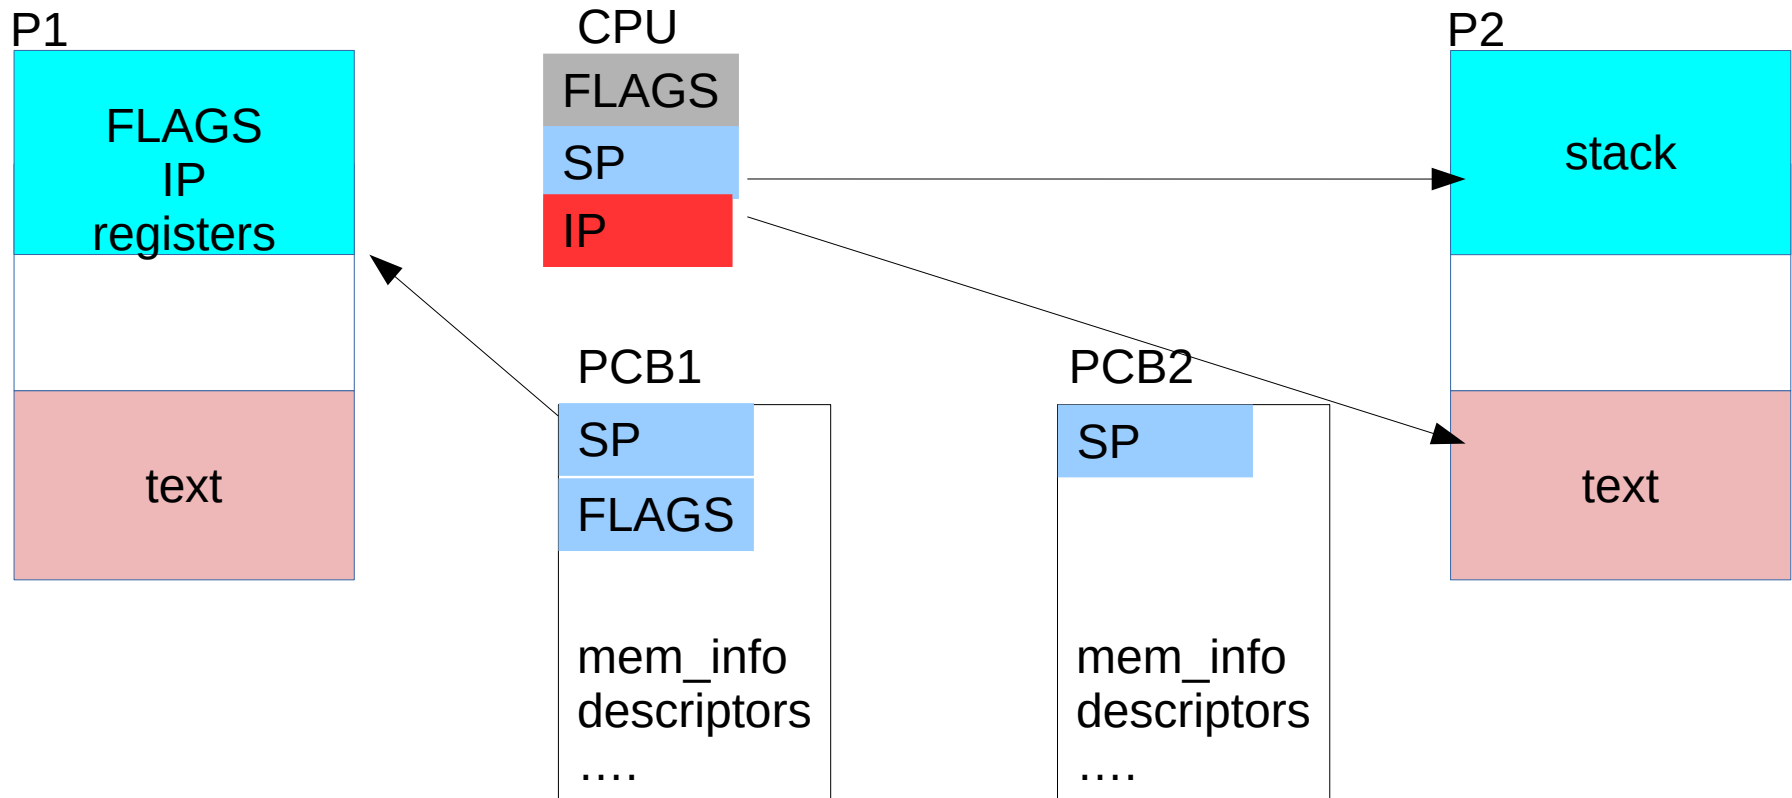 P1
FLAGS
IP
registers
text
CPU
FLAGS
SP
IP
PCB1
SP
FLAGS
mem_info
descriptors
....
PCB2
SP
mem_info
descriptors
....
P2
stack
text